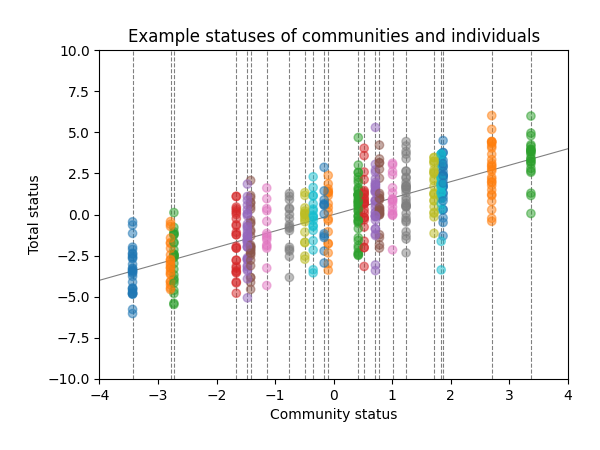 Example statuses of communities and individuals
10.0
7.5
5.0
2.5
0.0
−2.5
−5.0
−7.5
−10.0
Total status
−4 −3 −2 −1 0 1 2 3 4
Community status